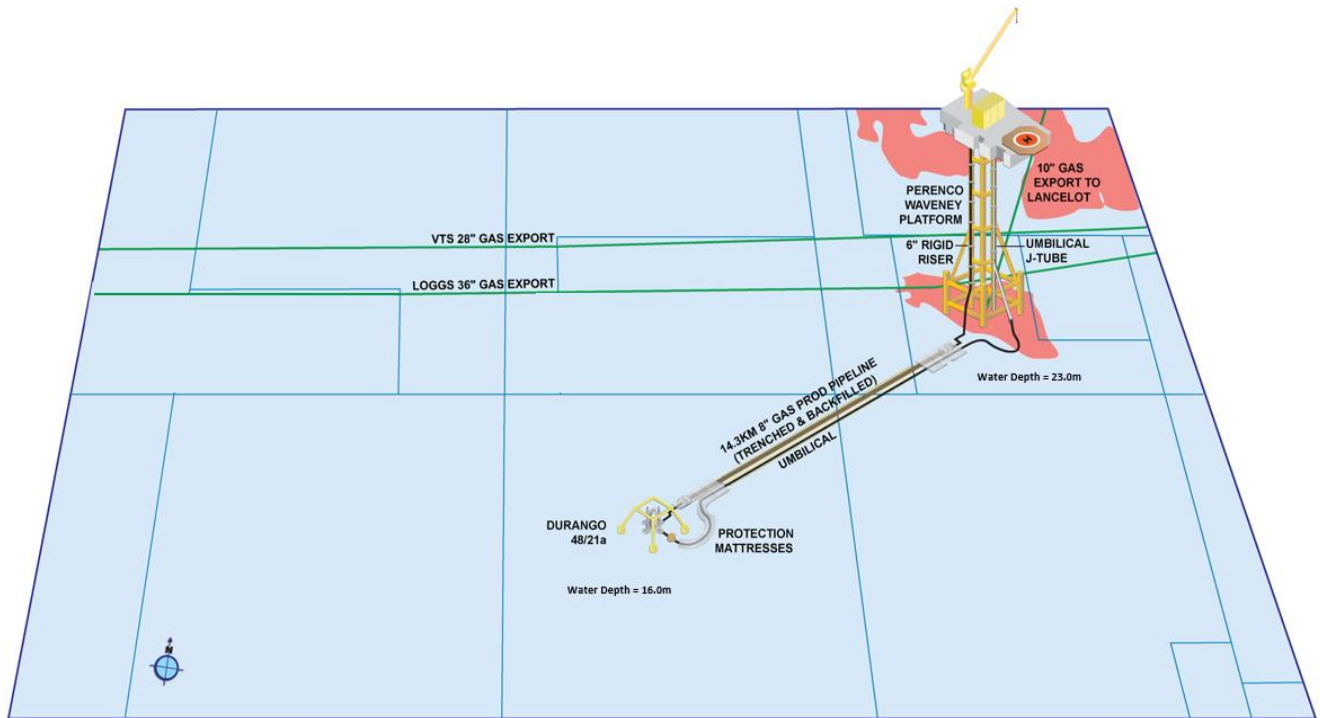 10" GAS
EXPORT TO
LANCELOT
PERENCO
WAVENEY
PLATFORM
VTS 28" GAS EXPORT
6" RIGID
RISER
UMBILICAL
J-TUBE
LOGGS 36" GAS EXPORT
Water Depth = 23.0m
14.3KM 8" GAS PROD PIPELINE
(TRENCHED & BACKFILLED)
UMBILICAL
DURANGO
48/21a
PROTECTION
MATTRESSES
Water Depth = 16.0m
N
H